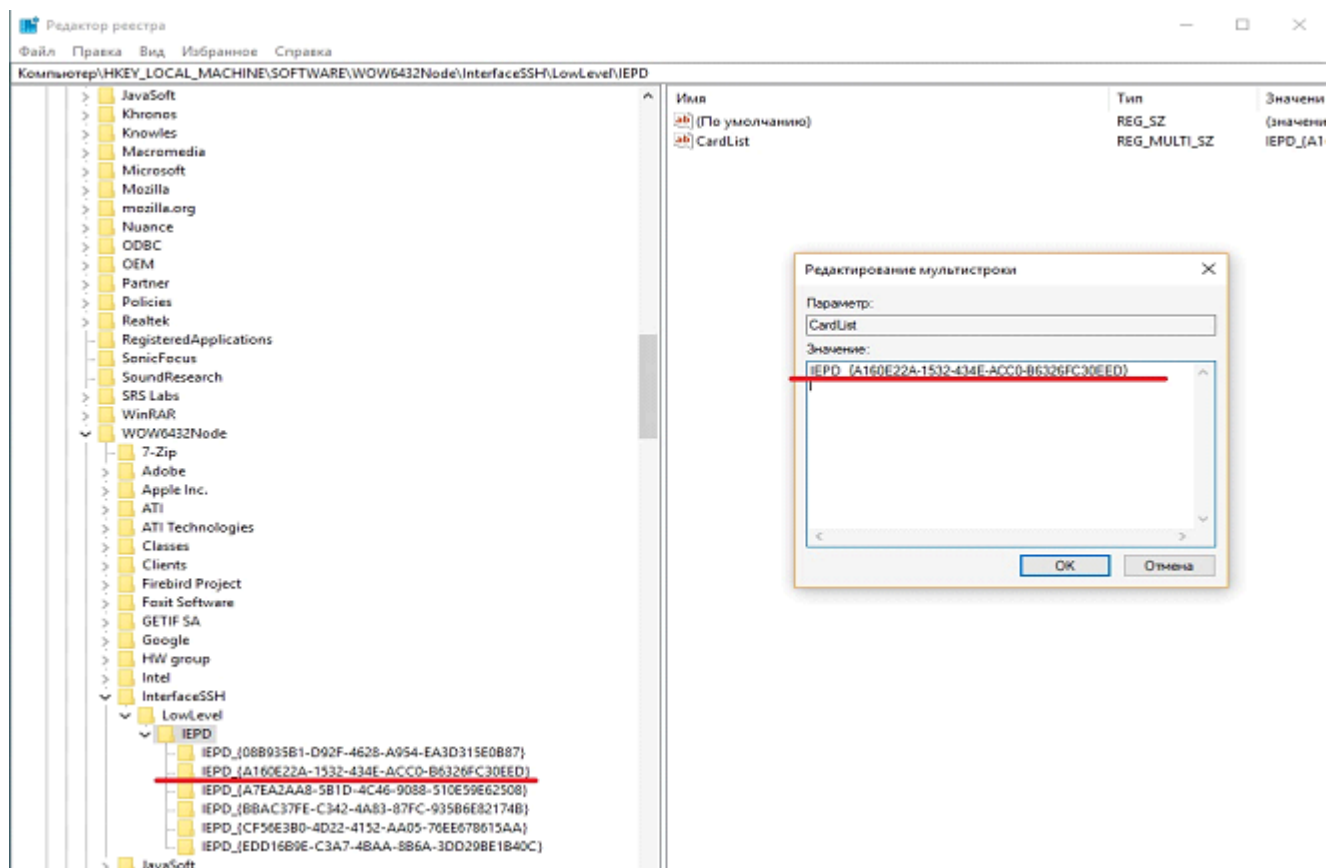 Редактор реестра
Файл Правка Вид Избранное Справка
Компьютер\HKEY_LOCAL_MACHINE\SOFTWARE\WOW6432Node\InterfaceSSH\LowLevel\IEPD
JavaSoft
Khronos
Knowles
Macromedia
Microsoft
Mozilla
mozilla.org
Nuance
ODBC
OEM
Partner
Policies
Realtek
RegisteredApplications
SonicFocus
SoundResearch
SRS Labs
WinRAR
WOW6432Node
7-Zip
Adobe
Apple Inc.
ATI
ATI Technologies
Classes
Clients
Firebird Project
Foxit Software
GETIF SA
Google
HW group
Intel
InterfaceSSH
LowLevel
IEPD
IEPD_{08B935B1-D92F-4628-A954-EA3D315E0B87}
IEPD_{A160E22A-1532-434E-ACC0-B6326FC30EED}
IEPD_{A7EA2AA8-5B1D-4C46-9088-510E59E62508}
IEPD_{BBAC37FE-C342-4A83-87FC-935B6E82174B}
IEPD_{CF56E3B0-4D22-4152-AA05-76EE678615AA}
IEPD_{EDD16B9E-C3A7-4BAA-8B6A-3DD29BE1B40C}
JavaSoft
Имя Тип Значени
ab (По умолчанию) REG_SZ (значени
ab CardList REG_MULTI_SZ IEPD_{A1
Редактирование мультистроки
Параметр:
CardList
Значение:
IEPD_{A160E22A-1532-434E-ACC0-B6326FC30EED}
OK Отмена